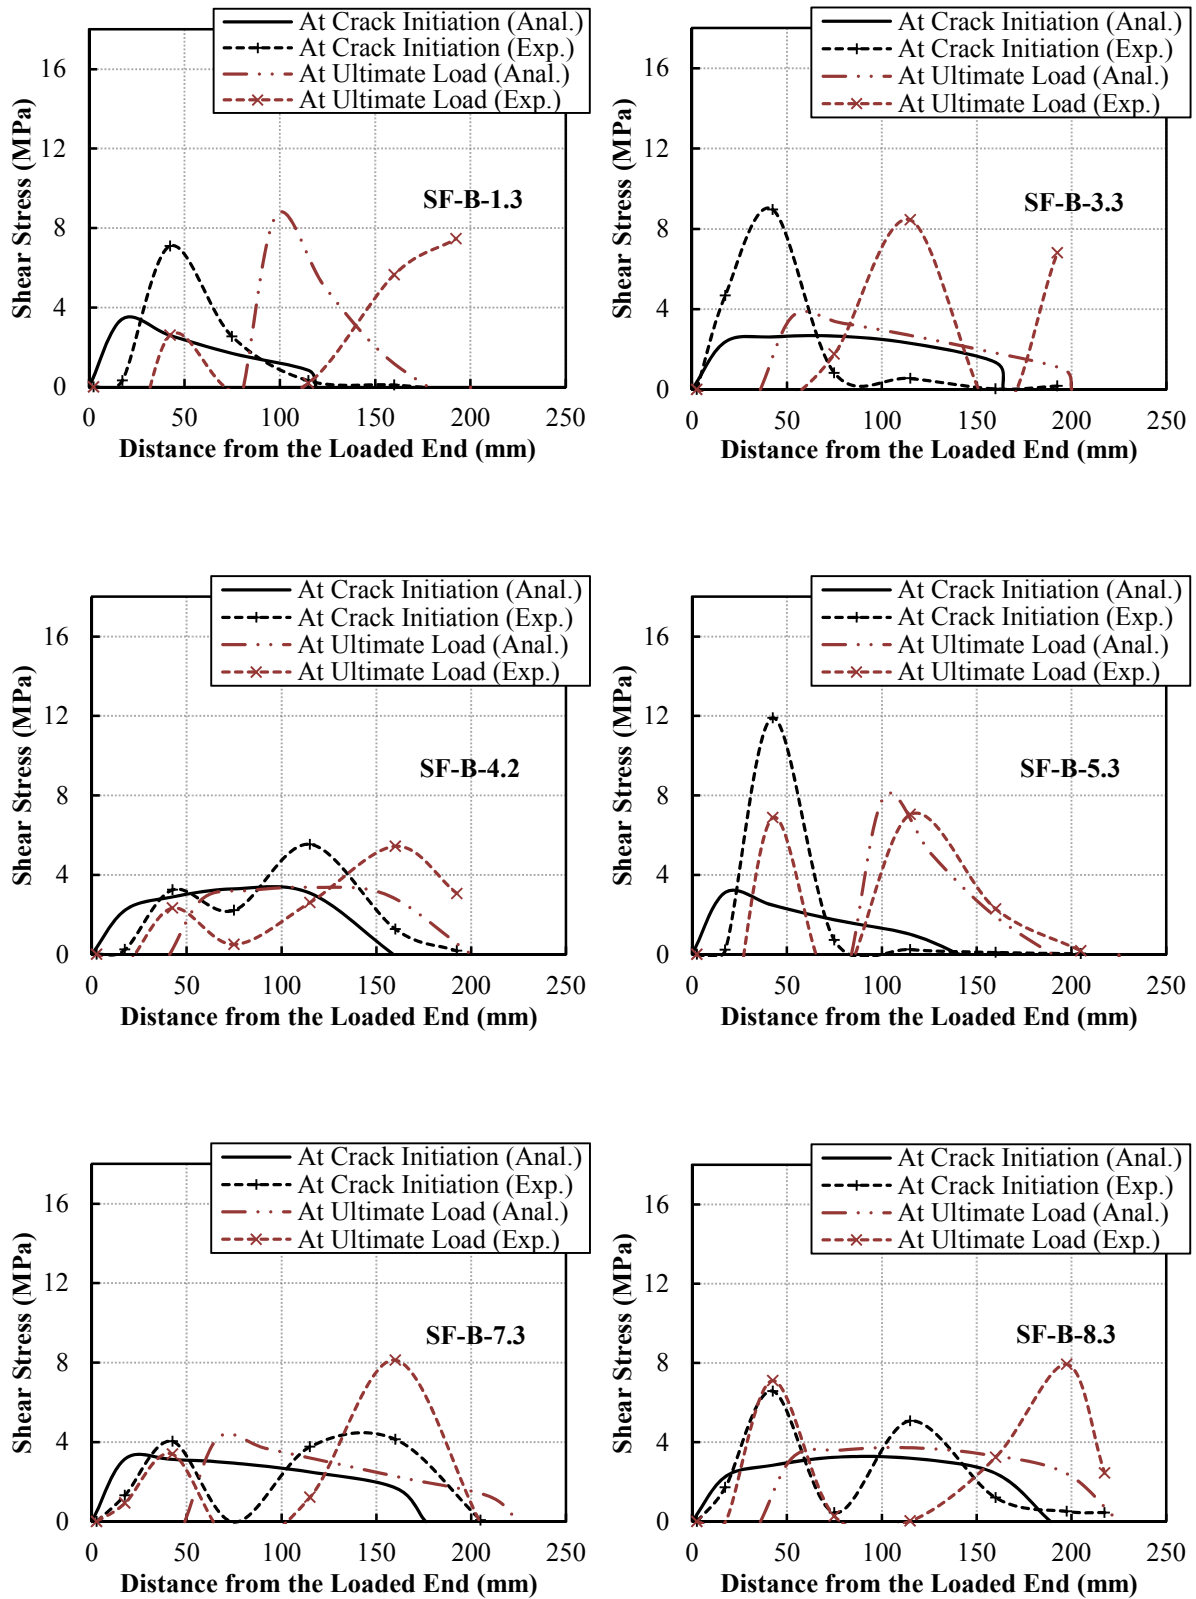 At Crack Initiation (Anal.)
At Crack Initiation (Exp.)
At Ultimate Load (Anal.)
At Ultimate Load (Exp.)
16
12
8
4
0
Shear Stress (MPa)
SF-B-1.3
0 50 100 150 200 250
Distance from the Loaded End (mm)
At Crack Initiation (Anal.)
At Crack Initiation (Exp.)
At Ultimate Load (Anal.)
At Ultimate Load (Exp.)
16
12
8
4
0
Shear Stress (MPa)
SF-B-3.3
0 50 100 150 200 250
Distance from the Loaded End (mm)
At Crack Initiation (Anal.)
At Crack Initiation (Exp.)
At Ultimate Load (Anal.)
At Ultimate Load (Exp.)
16
12
8
4
0
Shear Stress (MPa)
SF-B-4.2
0 50 100 150 200 250
Distance from the Loaded End (mm)
At Crack Initiation (Anal.)
At Crack Initiation (Exp.)
At Ultimate Load (Anal.)
At Ultimate Load (Exp.)
16
12
8
4
0
Shear Stress (MPa)
SF-B-5.3
0 50 100 150 200 250
Distance from the Loaded End (mm)
At Crack Initiation (Anal.)
At Crack Initiation (Exp.)
At Ultimate Load (Anal.)
At Ultimate Load (Exp.)
16
12
8
4
0
Shear Stress (MPa)
SF-B-7.3
0 50 100 150 200 250
Distance from the Loaded End (mm)
At Crack Initiation (Anal.)
At Crack Initiation (Exp.)
At Ultimate Load (Anal.)
At Ultimate Load (Exp.)
16
12
8
4
0
Shear Stress (MPa)
SF-B-8.3
0 50 100 150 200 250
Distance from the Loaded End (mm)